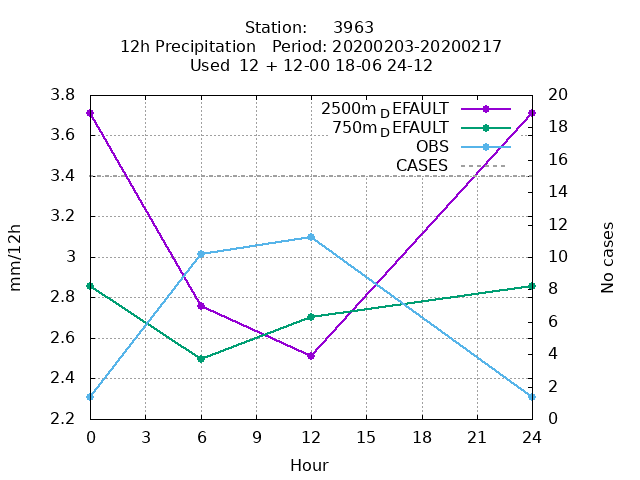 Station:     3963
12h Precipitation   Period: 20200203-20200217
Used  12 + 12-00 18-06 24-12
3.8
3.6
3.4
3.2
3
2.8
2.6
2.4
2.2
mm/12h
2500m_DEFAULT
750m_DEFAULT
OBS
CASES
20
18
16
14
12
10
8
6
4
2
0
No cases
0 3 6 9 12 15 18 21 24
Hour